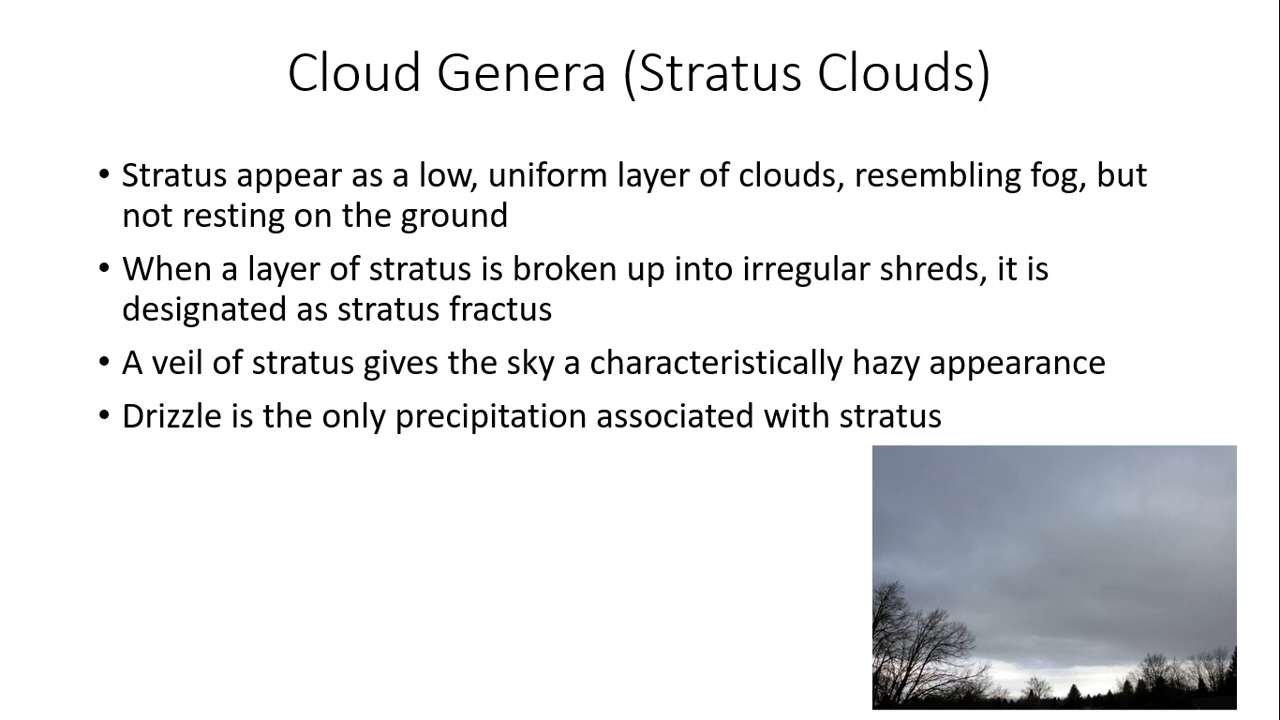 Cloud Genera (Stratus Clouds)
• Stratus appear as a low, uniform layer of clouds, resembling fog, but
not resting on the ground
• When a layer of stratus is broken up into irregular shreds, it is
designated as stratus fractus
• A veil of stratus gives the sky a characteristically hazy appearance
• Drizzle is the only precipitation associated with stratus